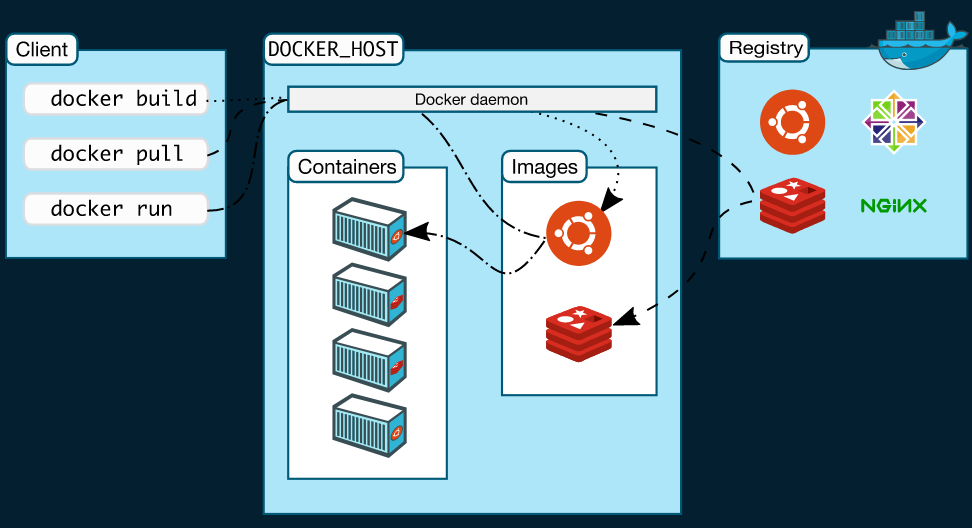 Client
docker build
docker pull
docker run
DOCKER_HOST
Docker daemon
Containers
Images
Registry
NGINX